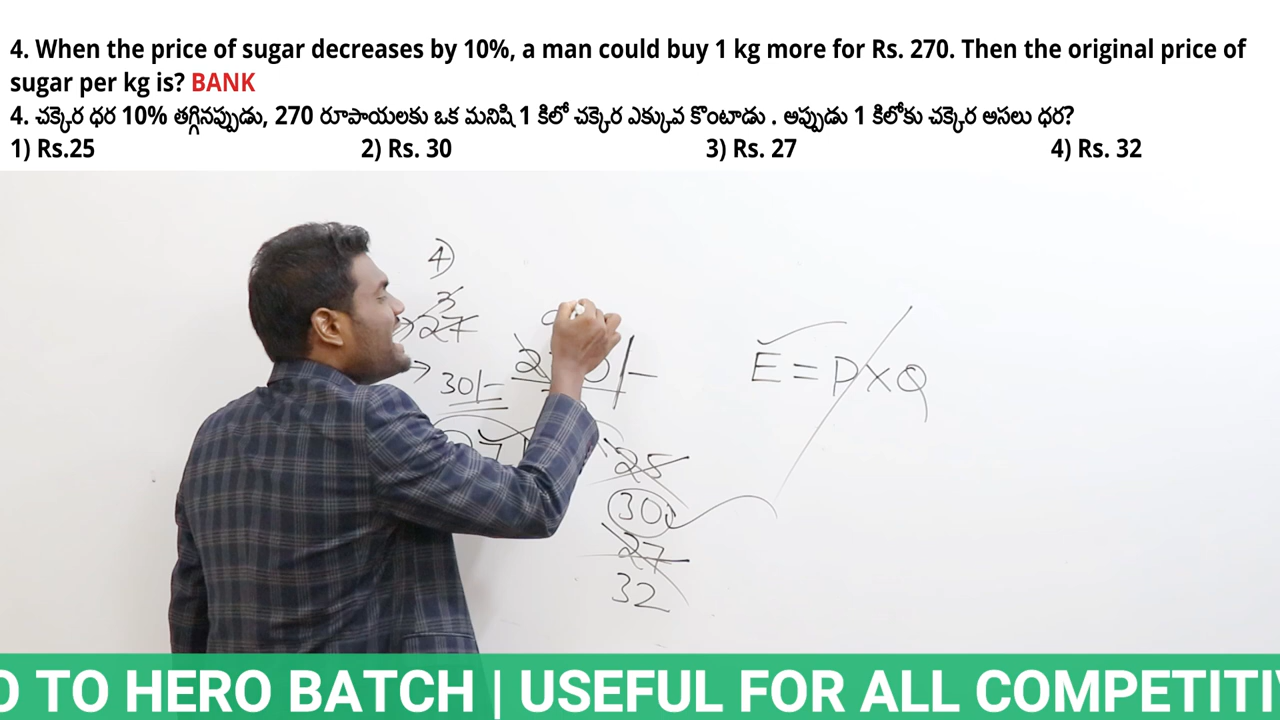 4. When the price of sugar decreases by 10%, a man could buy 1 kg more for Rs. 270. Then the original price of
sugar per kg is? BANK
4. చక్కెర ధర 10% తగ్గినప్పుడు, 270 రూపాయలకు ఒక మనిషి 1 కిలో చక్కెర ఎక్కువ కొంటాడు . అప్పుడు 1 కిలోకు చక్కెర అసలు ధర?
1) Rs.25 2) Rs. 30 3) Rs. 27 4) Rs. 32
4)
3
27
30/-
E = P X Q
25
30
27
32
O TO HERO BATCH | USEFUL FOR ALL COMPETITI